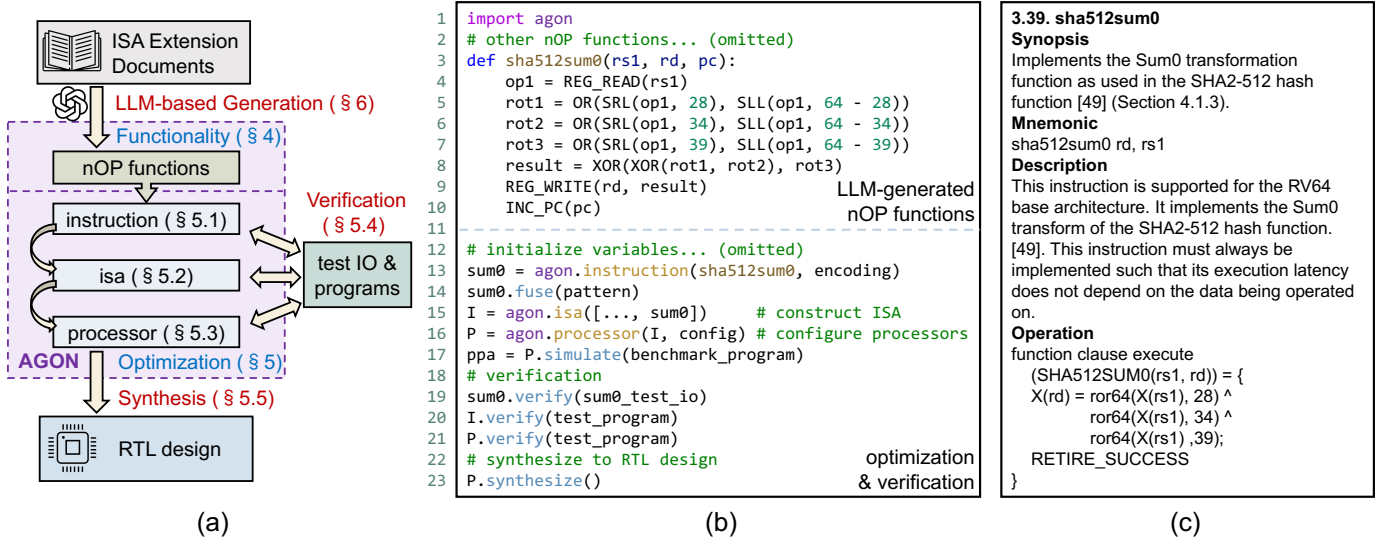 ISA Extension
Documents
LLM-based Generation (§ 6)
Functionality (§ 4)
nOP functions
instruction (§ 5.1)
isa (§ 5.2)
processor (§ 5.3)
AGON
Optimization (§ 5)
Verification
(§ 5.4)
test IO &
programs
Synthesis (§ 5.5)
RTL design
(a)
1 import agon
2 # other nOP functions... (omitted)
3 def sha512sum0(rs1, rd, pc):
4     op1 = REG_READ(rs1)
5     rot1 = OR(SRL(op1, 28), SLL(op1, 64 - 28))
6     rot2 = OR(SRL(op1, 34), SLL(op1, 64 - 34))
7     rot3 = OR(SRL(op1, 39), SLL(op1, 64 - 39))
8     result = XOR(XOR(rot1, rot2), rot3)
9     REG_WRITE(rd, result)
10     INC_PC(pc)
LLM-generated
nOP functions
11
12 # initialize variables... (omitted)
13 sum0 = agon.instruction(sha512sum0, encoding)
14 sum0.fuse(pattern)
15 I = agon.isa([..., sum0])     # construct ISA
16 P = agon.processor(I, config) # configure processors
17 ppa = P.simulate(benchmark_program)
18 # verification
19 sum0.verify(sum0_test_io)
20 I.verify(test_program)
21 P.verify(test_program)
22 # synthesize to RTL design
23 P.synthesize()
optimization
& verification
(b)
3.39. sha512sum0
Synopsis
Implements the Sum0 transformation
function as used in the SHA2-512 hash
function [49] (Section 4.1.3).
Mnemonic
sha512sum0 rd, rs1
Description
This instruction is supported for the RV64
base architecture. It implements the Sum0
transform of the SHA2-512 hash function.
[49]. This instruction must always be
implemented such that its execution latency
does not depend on the data being operated
on.
Operation
function clause execute
(SHA512SUM0(rs1, rd)) = {
X(rd) = ror64(X(rs1), 28) ^
ror64(X(rs1), 34) ^
ror64(X(rs1) ,39);
RETIRE_SUCCESS
}
(c)